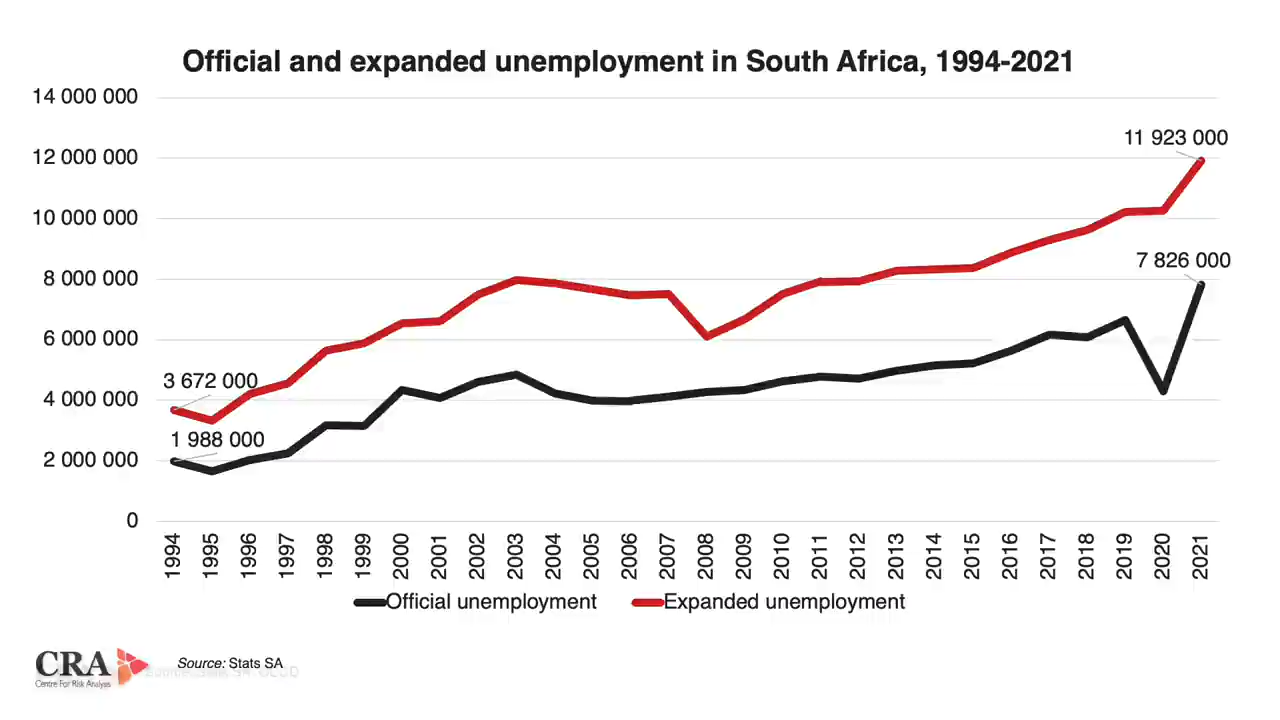 Official and expanded unemployment in South Africa, 1994-2021
14 000 000
12 000 000
10 000 000
8 000 000
6 000 000
4 000 000
2 000 000
0
11 923 000
7 826 000
3 672 000
1 988 000
1994 1995 1996 1997 1998 1999 2000 2001 2002 2003 2004 2005 2006 2007 2008 2009 2010 2011 2012 2013 2014 2015 2016 2017 2018 2019 2020 2021
Official unemployment Expanded unemployment
CRA
Centre For Risk Analysis
Source: Stats SA